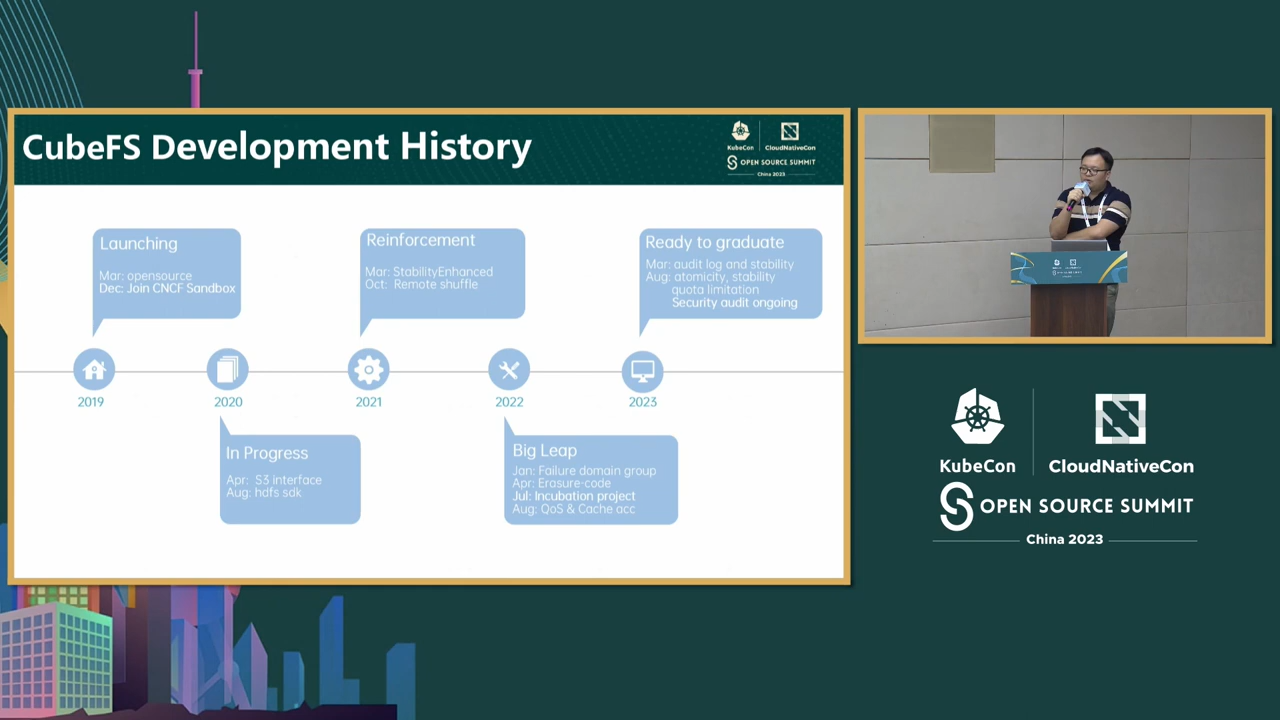 CubeFS Development History
KubeCon
CloudNativeCon
OPEN SOURCE SUMMIT
China 2023
Launching
Mar: opensource
Dec: Join CNCF Sandbox
Reinforcement
Mar: StabilityEnhanced
Oct: Remote shuffle
Ready to graduate
Mar: audit log and stability
Aug: atomicity, stability
quota limitation
Security audit ongoing
2019
2020
2021
2022
2023
In Progress
Apr: S3 interface
Aug: hdfs sdk
Big Leap
Jan: Failure domain group
Apr: Erasure-code
Jul: Incubation project
Aug: QoS & Cache acc
KubeCon
CloudNativeCon
OPEN SOURCE SUMMIT
China 2023